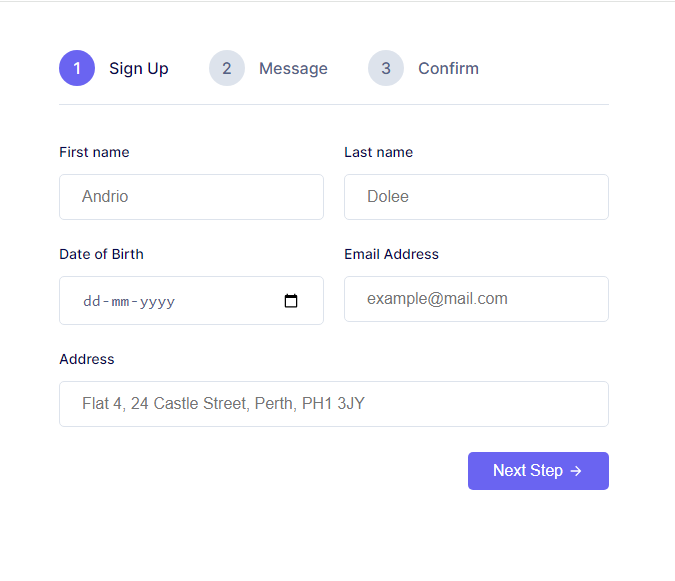 1 Sign Up 2 Message 3 Confirm
First name Last name
Andrio Dolee
Date of Birth Email Address
dd-mm-yyyy example@mail.com
Address
Flat 4, 24 Castle Street, Perth, PH1 3JY
Next Step →